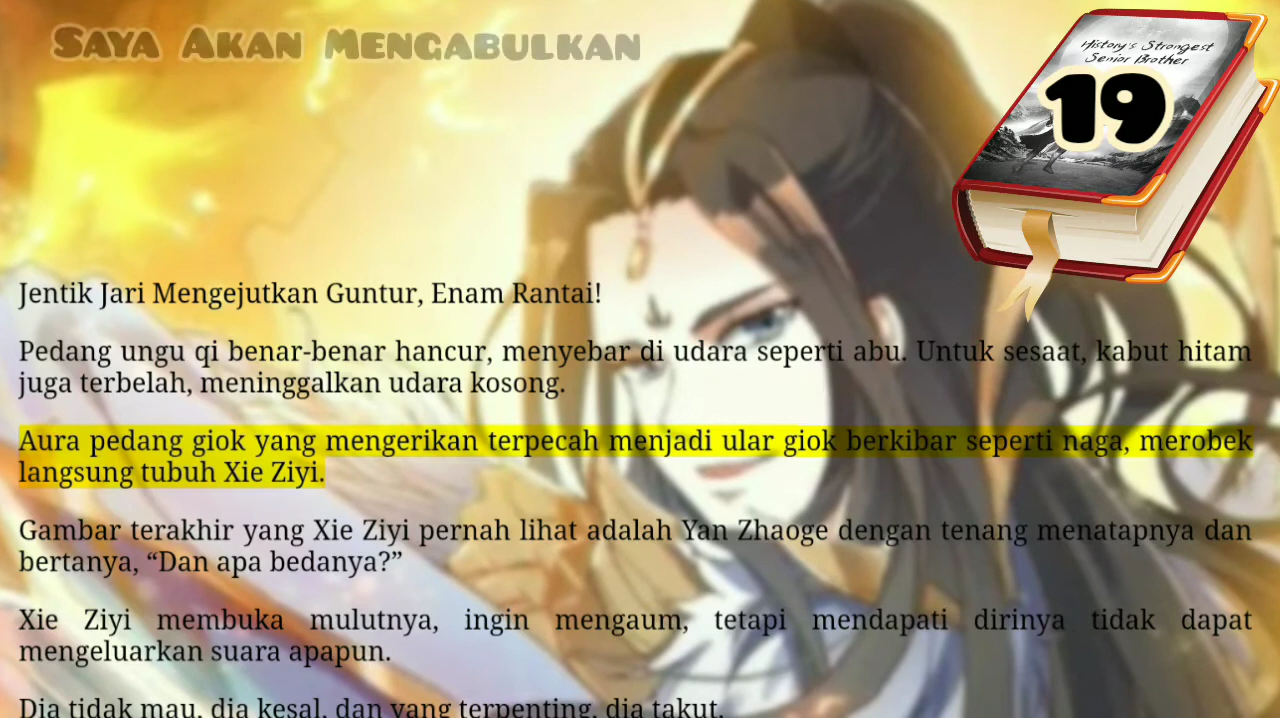 Saya Akan Mengabulkan
History's Strongest
Senior Brother
19
Jentik Jari Mengejutkan Guntur, Enam Rantai!
Pedang ungu qi benar-benar hancur, menyebar di udara seperti abu. Untuk sesaat, kabut hitam
juga terbelah, meninggalkan udara kosong.
Aura pedang giok yang mengerikan terpecah menjadi ular giok berkibar seperti naga, merobek
langsung tubuh Xie Ziyi.
Gambar terakhir yang Xie Ziyi pernah lihat adalah Yan Zhaoge dengan tenang menatapnya dan
bertanya, “Dan apa bedanya?”
Xie Ziyi membuka mulutnya, ingin mengaum, tetapi mendapati dirinya tidak dapat
mengeluarkan suara apapun.
Dia tidak mau, dia kesal, dan yang terpenting, dia takut.